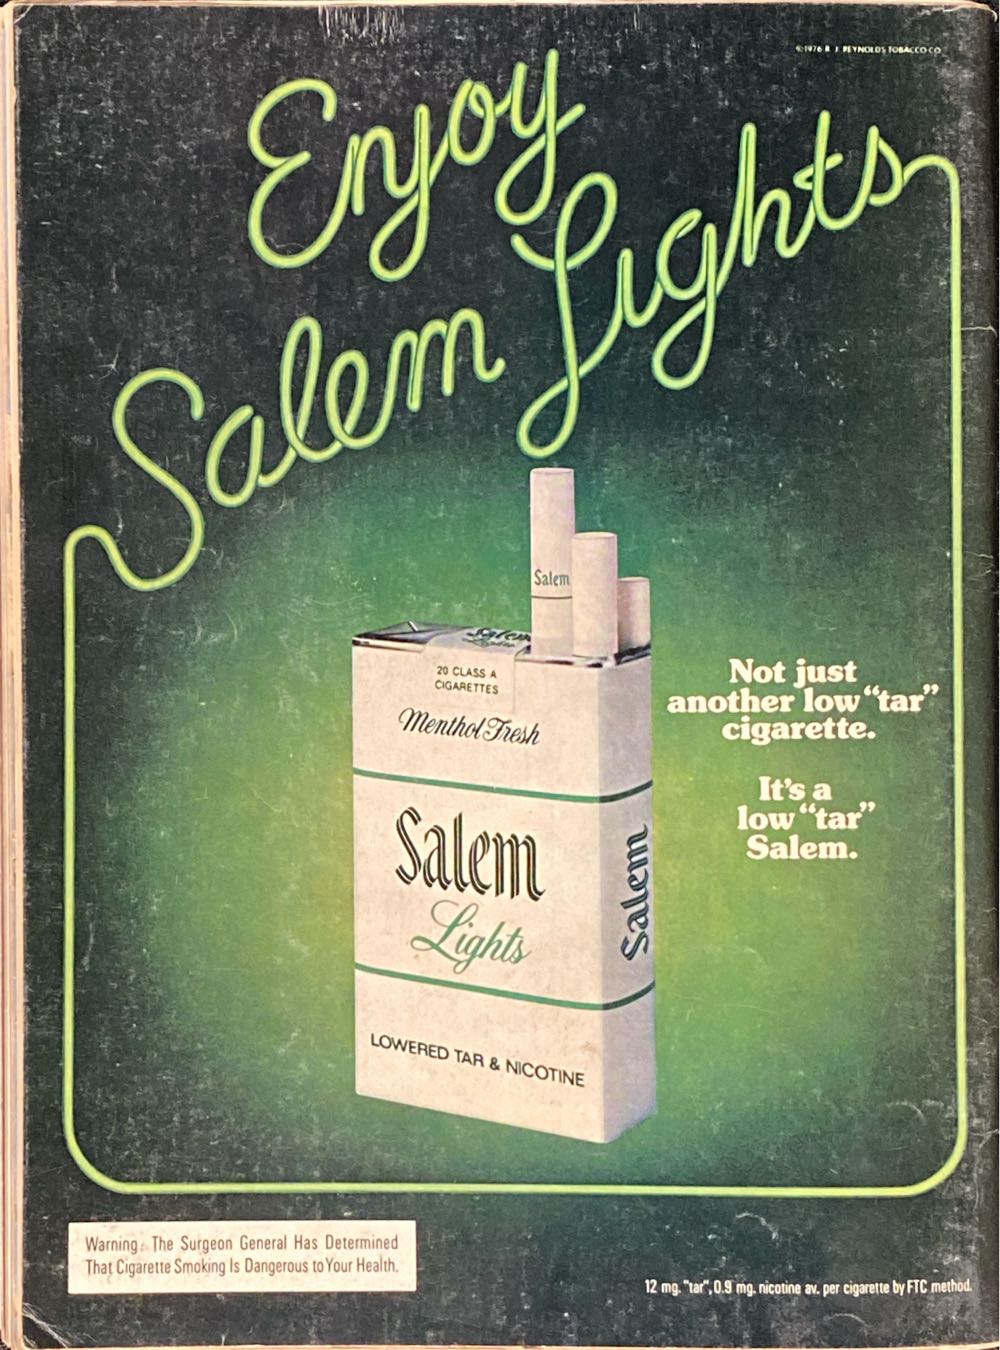 ©1976 R. J. REYNOLDS TOBACCO CO.
Enjoy
Salem Lights
Salem
Salem
Lights
20 CLASS A
CIGARETTES
Menthol Fresh
Salem
Lights
Salem
LOWERED TAR & NICOTINE
Not just
another low “tar”
cigarette.
It's a
low “tar”
Salem.
Warning: The Surgeon General Has Determined
That Cigarette Smoking Is Dangerous to Your Health.
12 mg. "tar", 0.9 mg. nicotine av. per cigarette by FTC method.